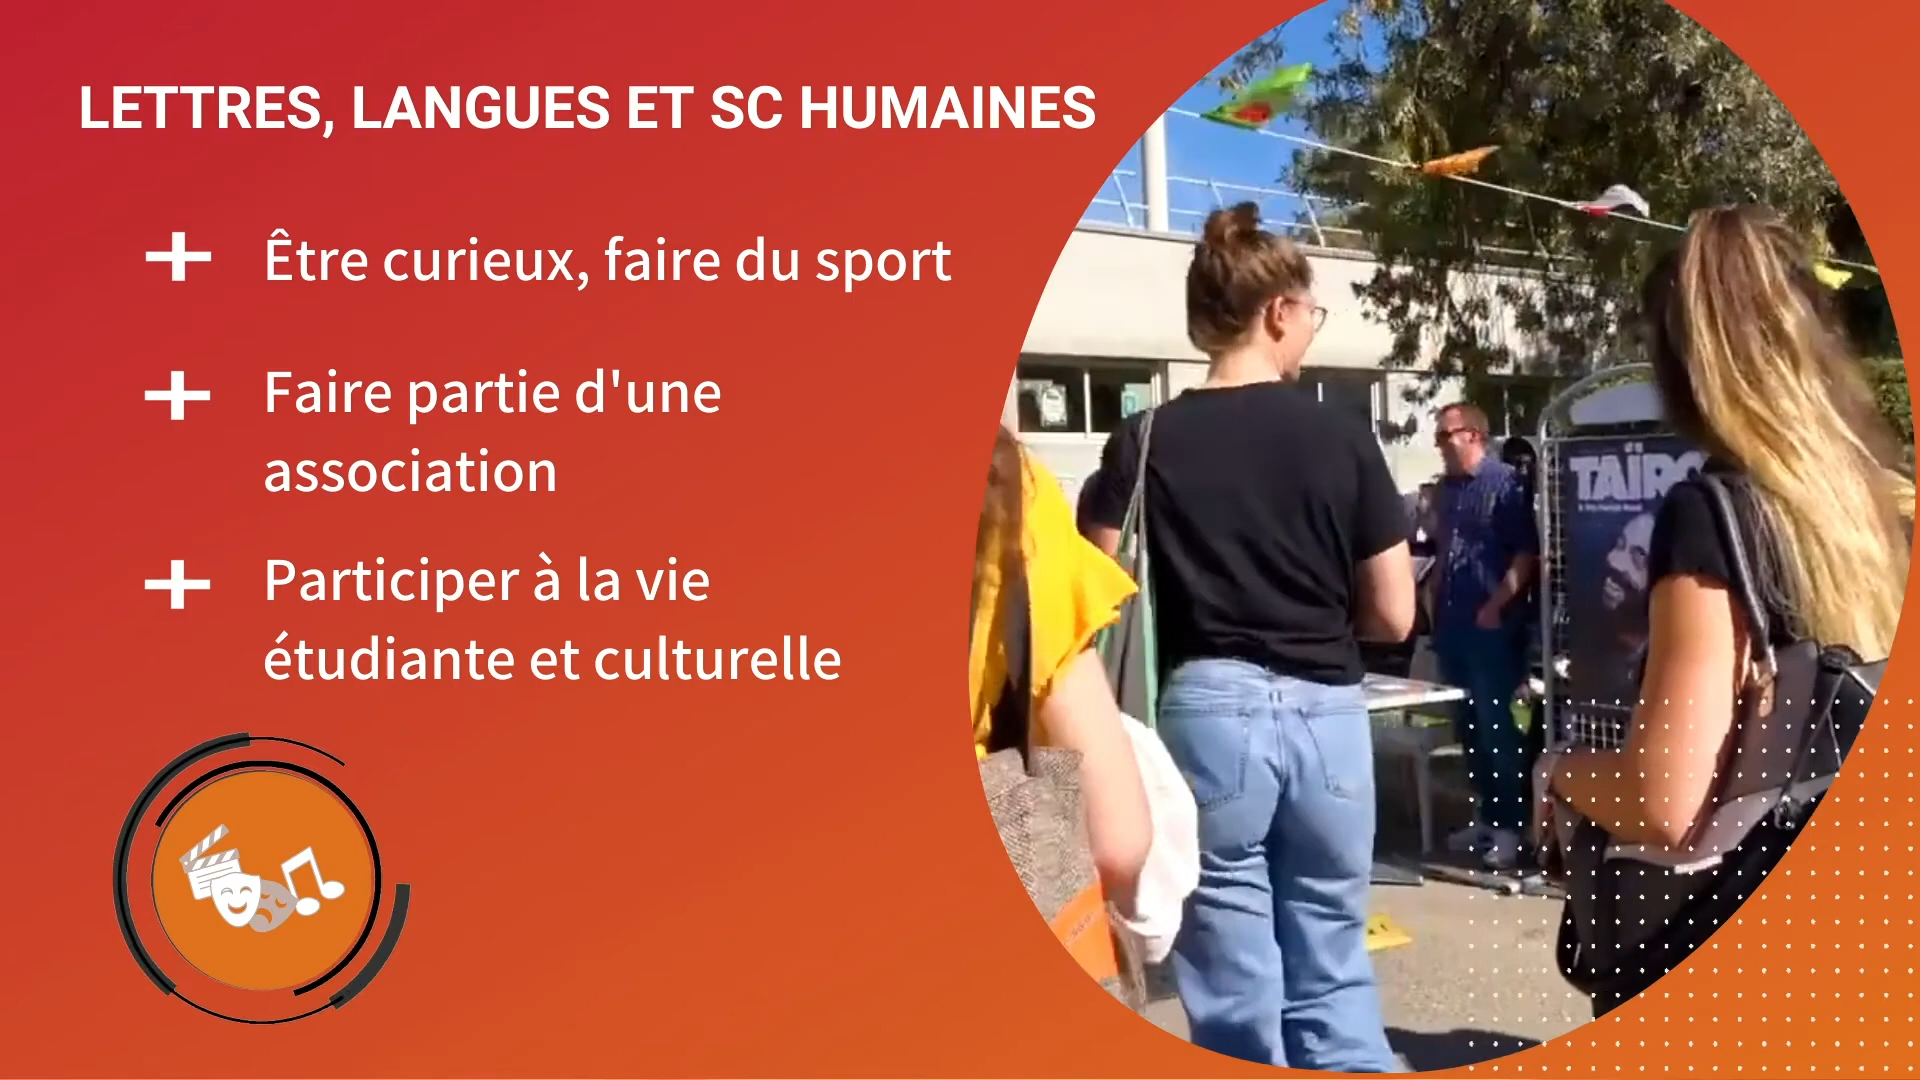 LETTRES, LANGUES ET SC HUMAINES
Être curieux, faire du sport
Faire partie d'une
association
Participer à la vie
étudiante et culturelle
TAÏRO